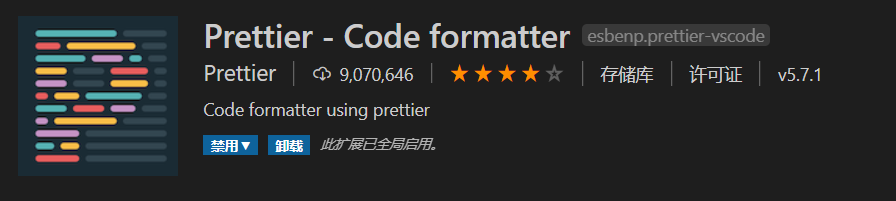 Prettier - Code formatter esbenp.prettier-vscode
Prettier 9,070,646 存储库 许可证 v5.7.1
Code formatter using prettier
禁用 卸载 此扩展已全局启用。